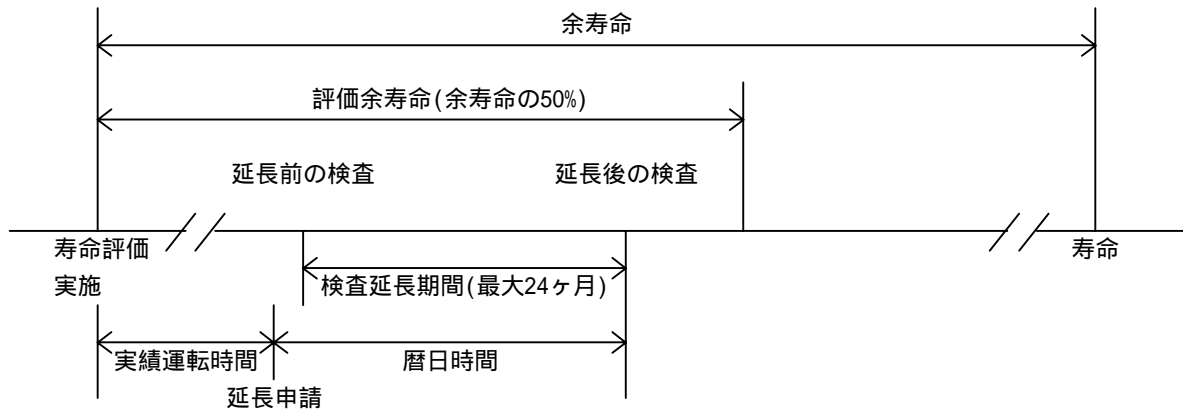 余寿命
評価余寿命(余寿命の50%)
延長前の検査
延長後の検査
寿命評価
実施
寿命
検査延長期間(最大24ヶ月)
実績運転時間
暦日時間
延長申請